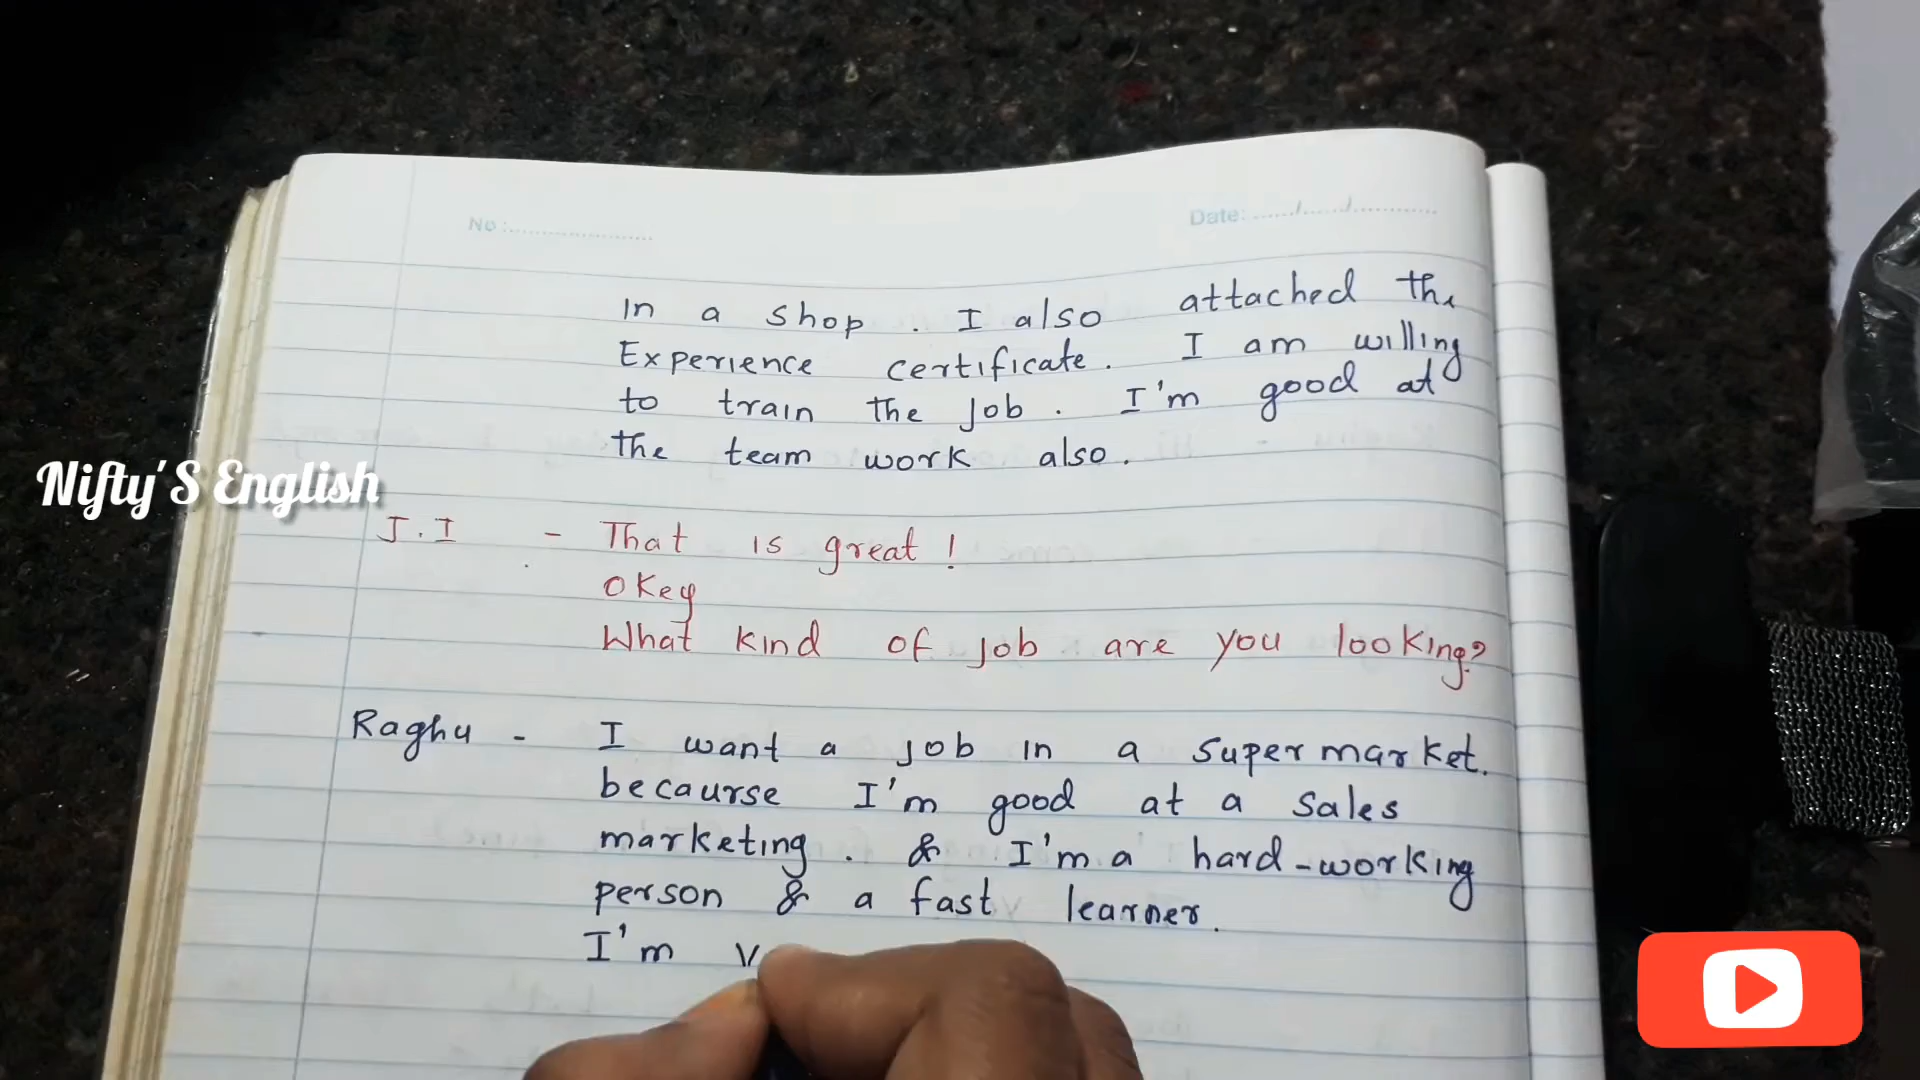 No :
Date: ....../....../............
In a shop . I also attached the
Experience certificate. I am willing
to train the job . I'm good at
the team work also.
Nifty'S English
J.I - That is great !
Okey
What kind of job are you looking?
Raghu - I want a job in a supermarket.
becaurse I'm good at a sales
marketing . & I'm a hard-working
person & a fast learner.
I'm v